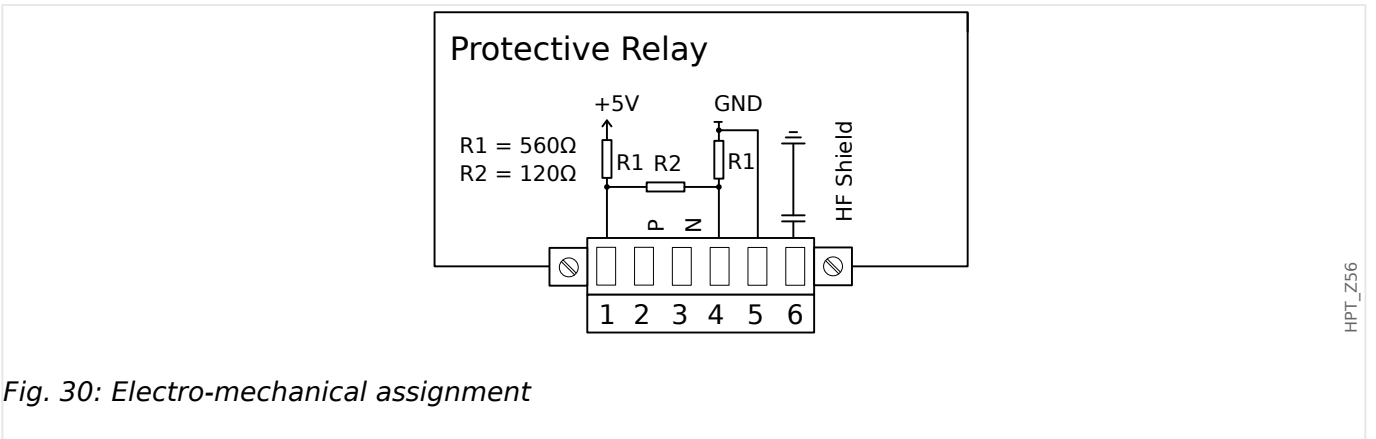 Protective Relay
+5V GND
R1 = 560Ω
R2 = 120Ω
R1 R2 R1
HF Shield
P N
1 2 3 4 5 6
HPT_Z56
Fig. 30: Electro-mechanical assignment